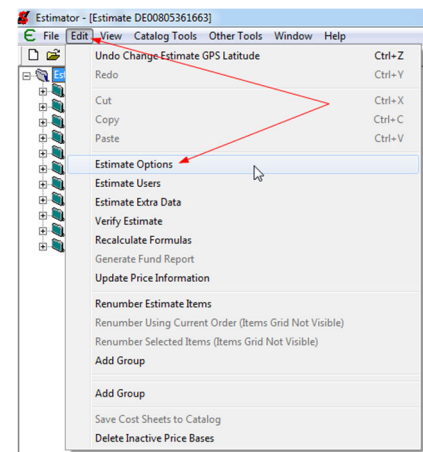 Estimator - [Estimate DE00805361663]
File Edit View Catalog Tools Other Tools Window Help
Es
Undo Change Estimate GPS Latitude Ctrl+Z
Redo Ctrl+Y
Cut Ctrl+X
Copy Ctrl+C
Paste Ctrl+V
Estimate Options
Estimate Users
Estimate Extra Data
Verify Estimate
Recalculate Formulas
Generate Fund Report
Update Price Information
Renumber Estimate Items
Renumber Using Current Order (Items Grid Not Visible)
Renumber Selected Items (Items Grid Not Visible)
Add Group
Add Group
Save Cost Sheets to Catalog
Delete Inactive Price Bases